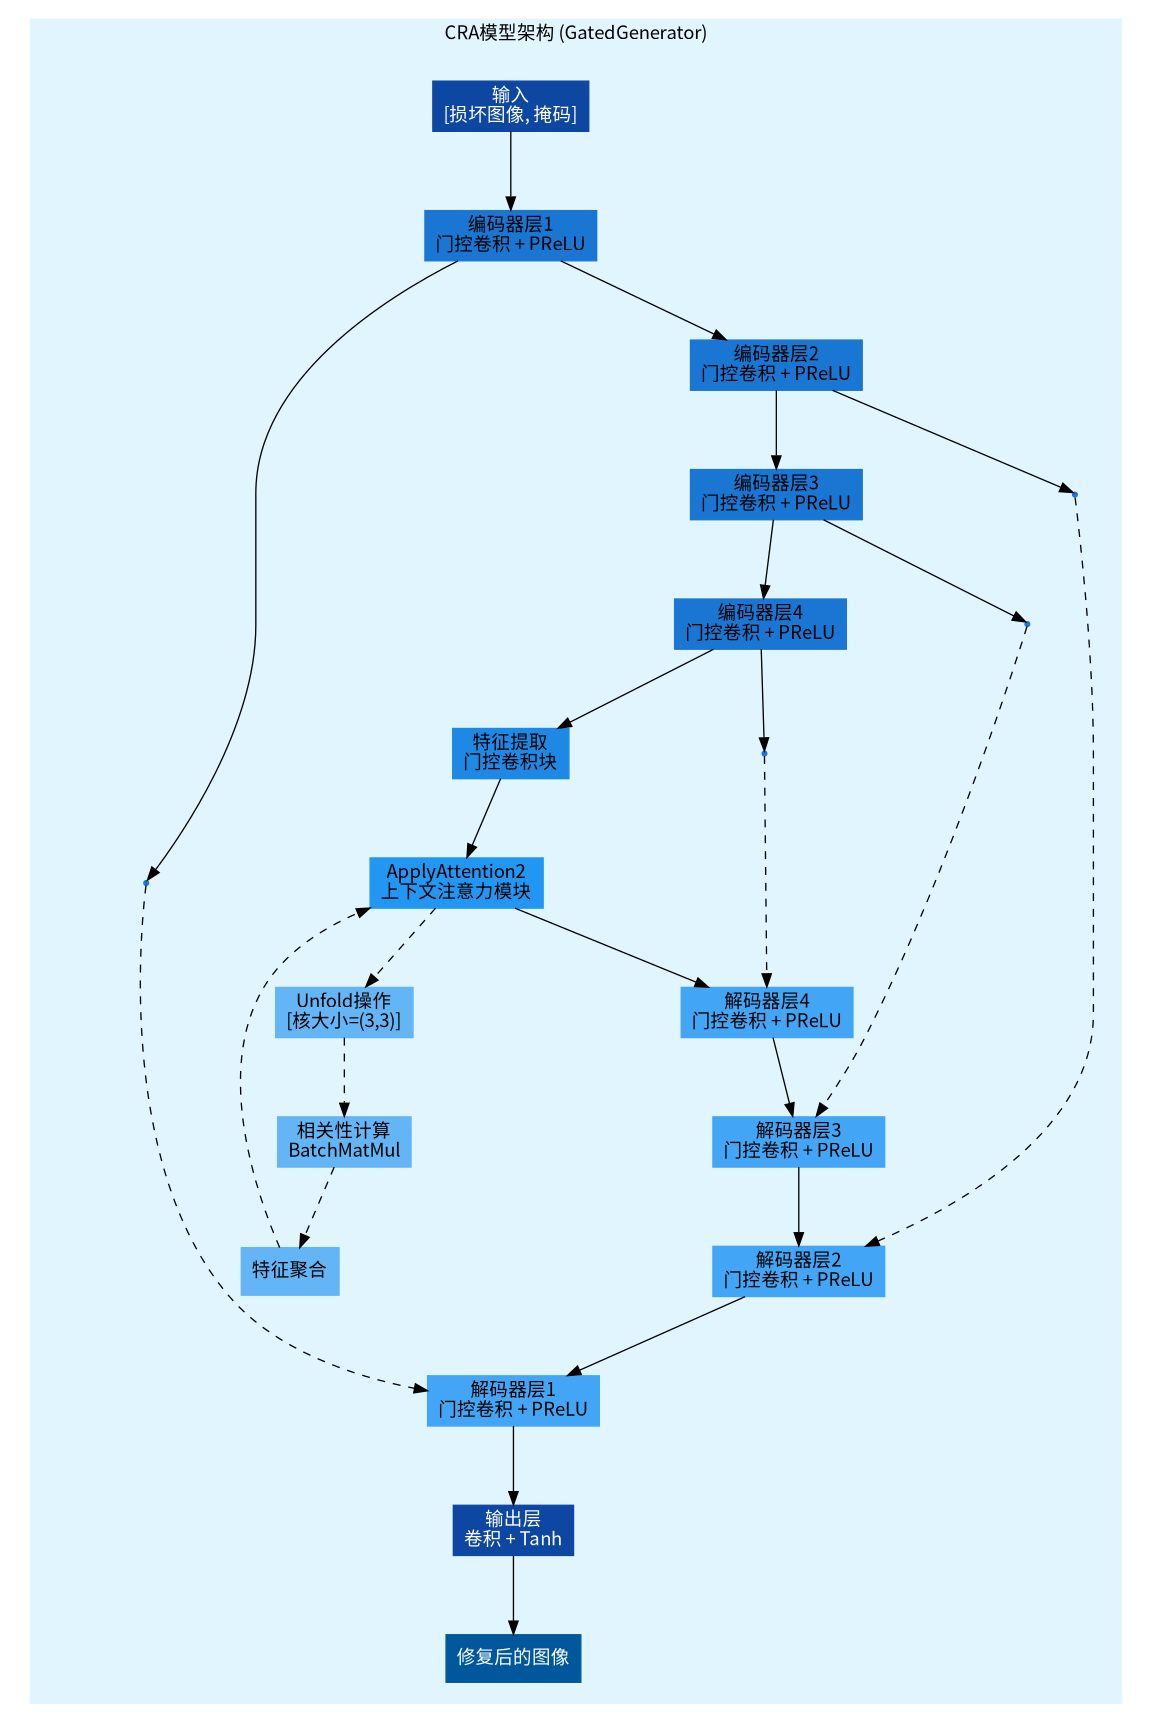 CRA模型架构 (GatedGenerator)
输入
[损坏图像, 掩码]
编码器层1
门控卷积 + PReLU
编码器层2
门控卷积 + PReLU
编码器层3
门控卷积 + PReLU
编码器层4
门控卷积 + PReLU
特征提取
门控卷积块
ApplyAttention2
上下文注意力模块
Unfold操作
[核大小=(3,3)]
解码器层4
门控卷积 + PReLU
相关性计算
BatchMatMul
解码器层3
门控卷积 + PReLU
特征聚合
解码器层2
门控卷积 + PReLU
解码器层1
门控卷积 + PReLU
输出层
卷积 + Tanh
修复后的图像